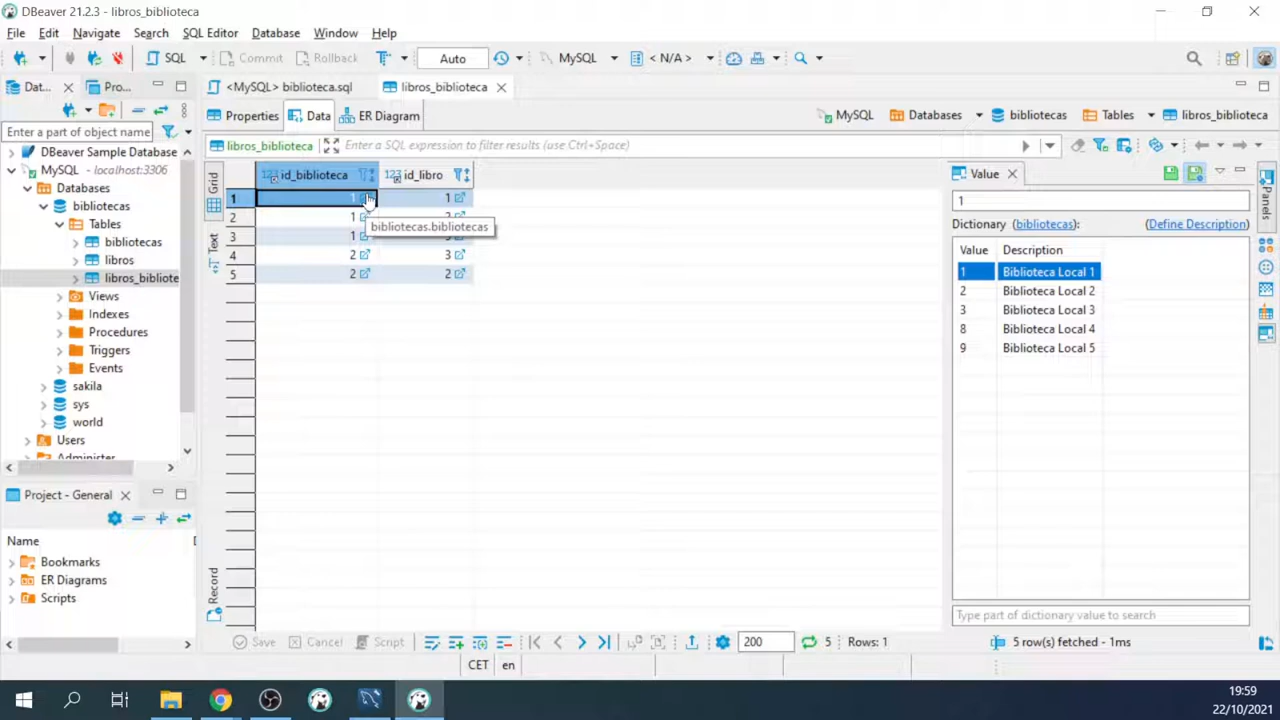 DBeaver 21.2.3 - libros_biblioteca
File Edit Navigate Search SQL Editor Database Window Help
SQL Commit Rollback Auto MySQL < N/A >
Dat... Pro... <MySQL> biblioteca.sql libros_biblioteca
Properties Data ER Diagram MySQL Databases bibliotecas Tables libros_biblioteca
Enter a part of object name
libros_biblioteca Enter a SQL expression to filter results (use Ctrl+Space)
DBeaver Sample Database
MySQL - localhost:3306
Databases
bibliotecas
Tables
bibliotecas
libros
libros_bibliote
Views
Indexes
Procedures
Triggers
Events
sakila
sys
world
Users
Administer
Project - General
Name
Bookmarks
ER Diagrams
Scripts
Grid
Text
Record
123 id_biblioteca 123 id_libro
1 1 1
2 1
3 1
4 2 3
5 2 2
bibliotecas.bibliotecas
Value
1
Dictionary (bibliotecas) (Define Description)
Value Description
1 Biblioteca Local 1
2 Biblioteca Local 2
3 Biblioteca Local 3
8 Biblioteca Local 4
9 Biblioteca Local 5
Type part of dictionary value to search
Panels
Save Cancel Script 200 5 Rows: 1 5 row(s) fetched - 1ms
CET en
19:59
22/10/2021